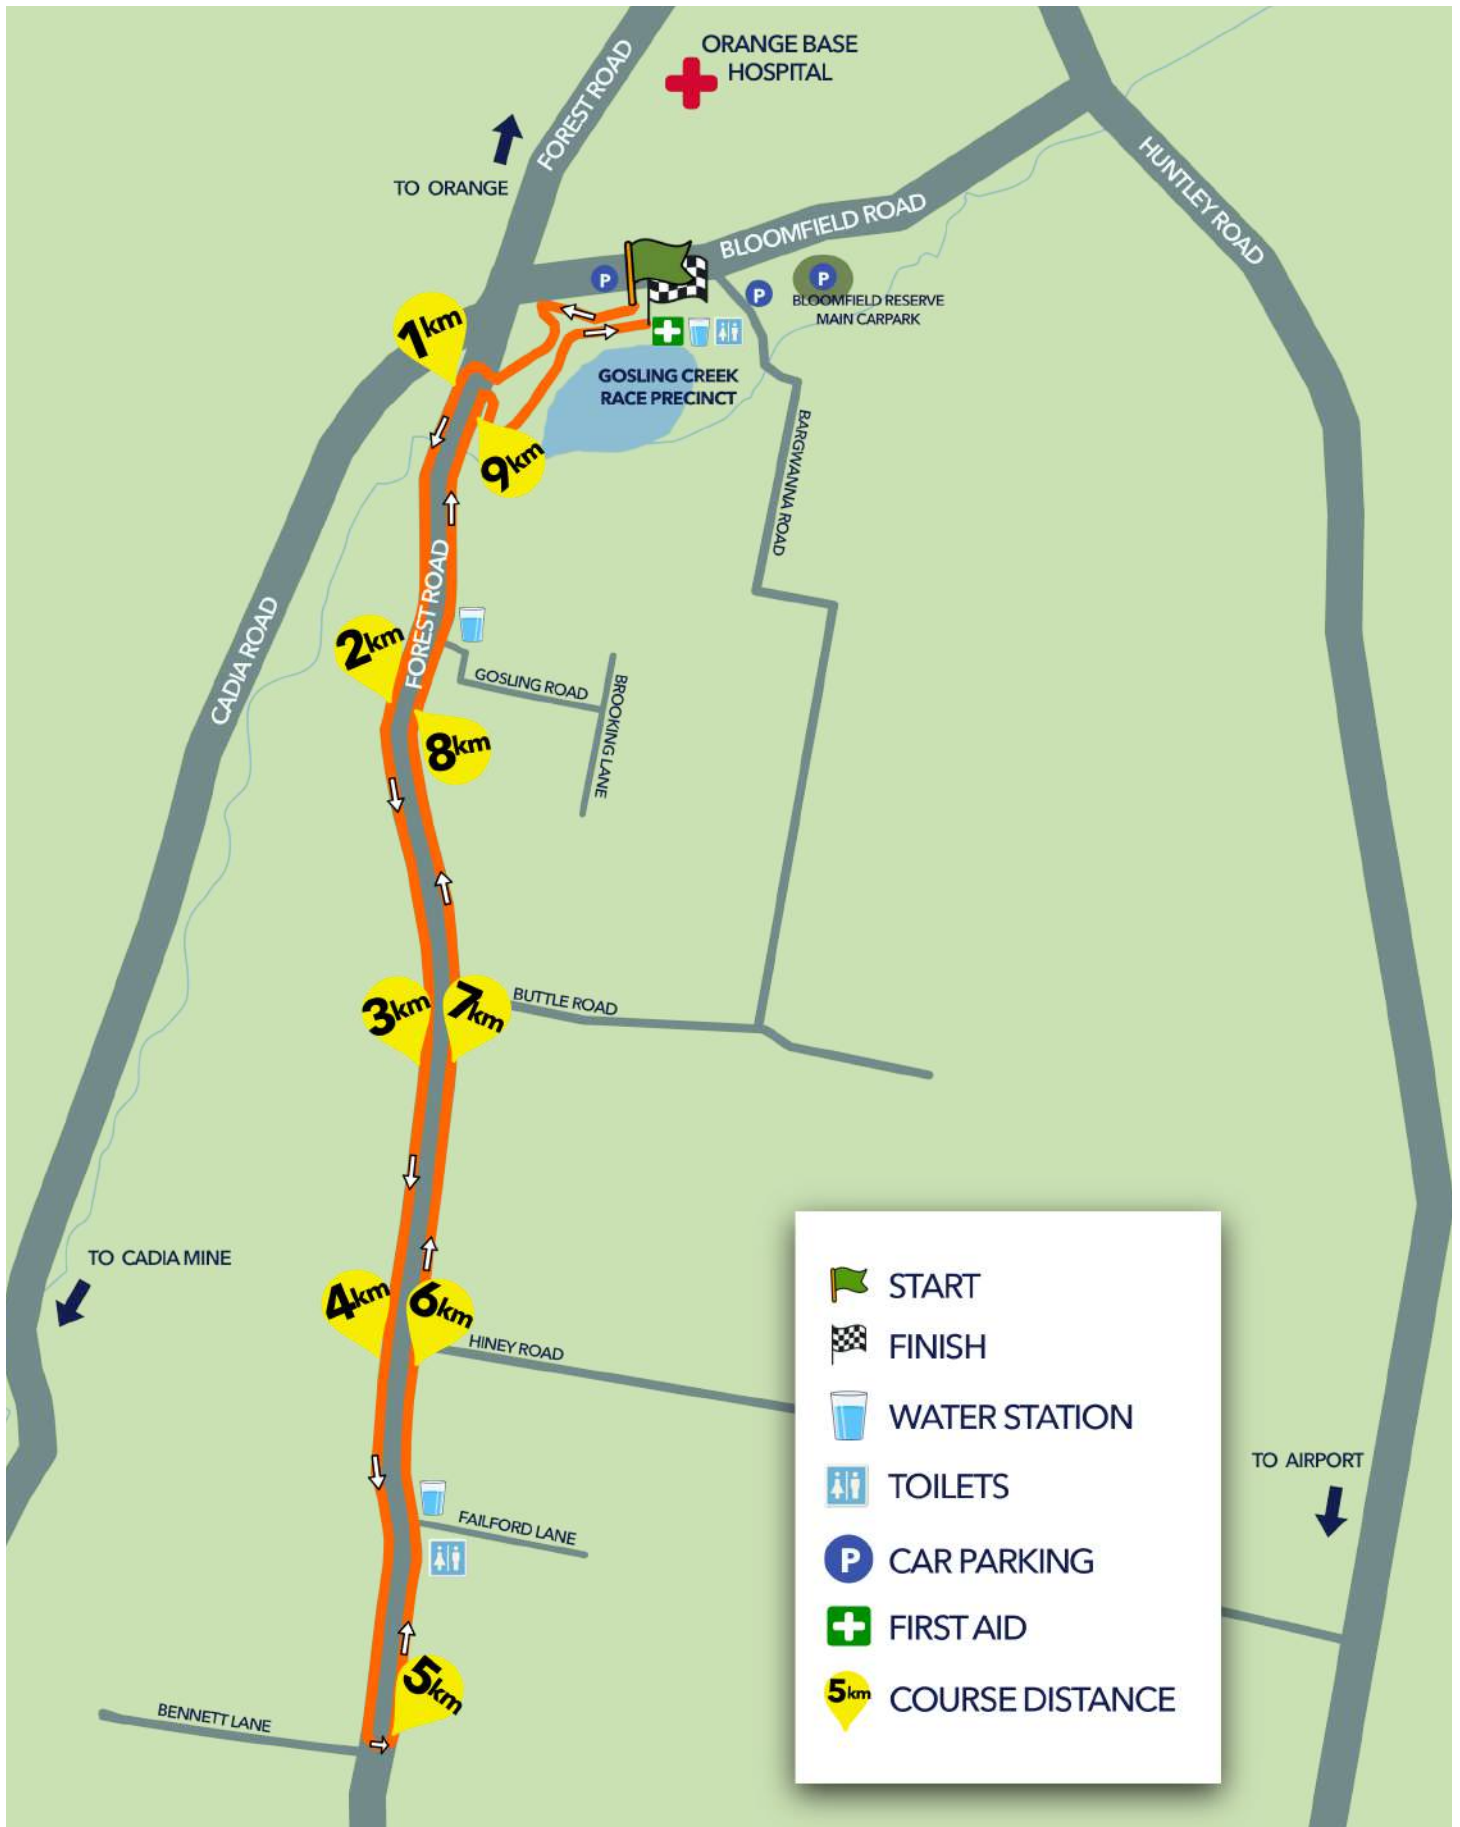 ORANGE BASE
HOSPITAL
FOREST ROAD
TO ORANGE
HUNTLEY ROAD
BLOOMFIELD ROAD
P
P
P
BLOOMFIELD RESERVE
MAIN CARPARK
1km
GOSLING CREEK
RACE PRECINCT
9km
BARGWANNA ROAD
FOREST ROAD
CADIA ROAD
2km
GOSLING ROAD
BROOKING LANE
8km
3km
7km
BUTTLE ROAD
TO CADIA MINE
4km
6km
HINEY ROAD
FAILFORD LANE
5km
BENNETT LANE
TO AIRPORT
START
FINISH
WATER STATION
TOILETS
P CAR PARKING
FIRST AID
5km COURSE DISTANCE